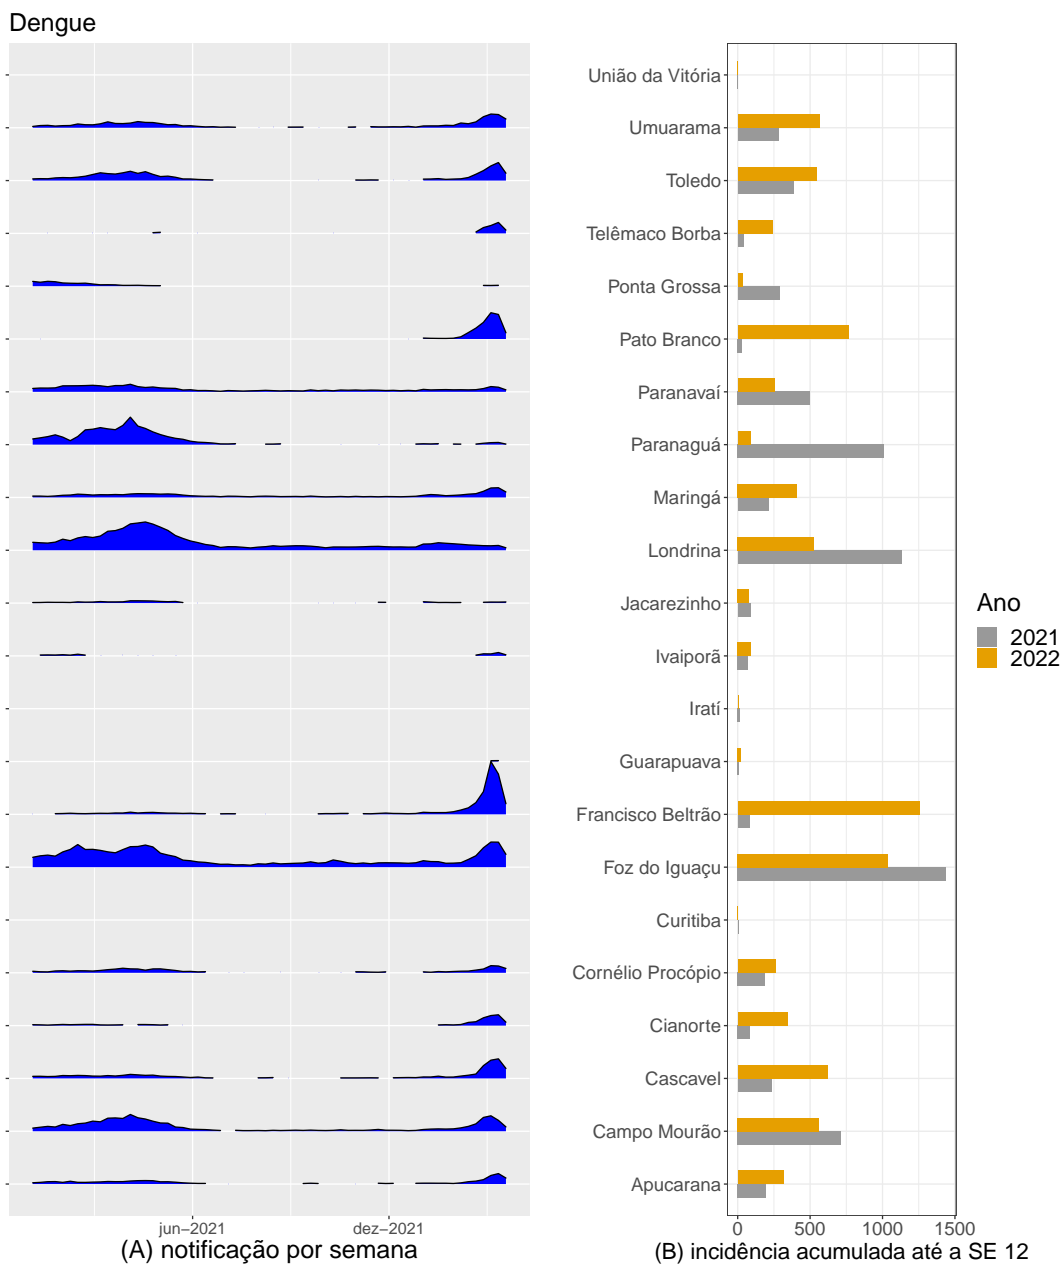 Dengue
União da Vitória
Umuarama
Toledo
Telêmaco Borba
Ponta Grossa
Pato Branco
Paranavaí
Paranaguá
Maringá
Londrina
Jacarezinho
Ivaiporã
Iratí
Guarapuava
Francisco Beltrão
Foz do Iguaçu
Curitiba
Cornélio Procópio
Cianorte
Cascavel
Campo Mourão
Apucarana
Ano
2021
2022
jun−2021 dez−2021
0 500 1000 1500
(A) notificação por semana
(B) incidência acumulada até a SE 12